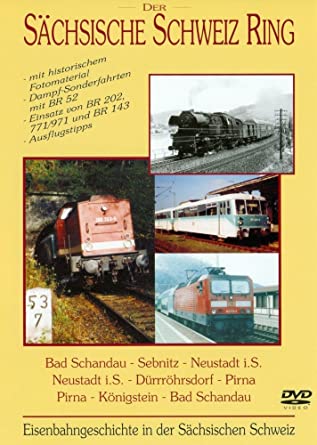 DER
SÄCHSISCHE SCHWEIZ RING
- mit historischem
Fotomaterial
- Dampf-Sonderfahrten
mit BR 52
- Einsatz von BR 202,
771/971 und BR 143
- Ausflugstipps
53
7
Bad Schandau - Sebnitz - Neustadt i.S.
Neustadt i.S. - Dürrröhrsdorf - Pirna
Pirna - Königstein - Bad Schandau
DVD
VIDEO
Eisenbahngeschichte in der Sächsischen Schweiz